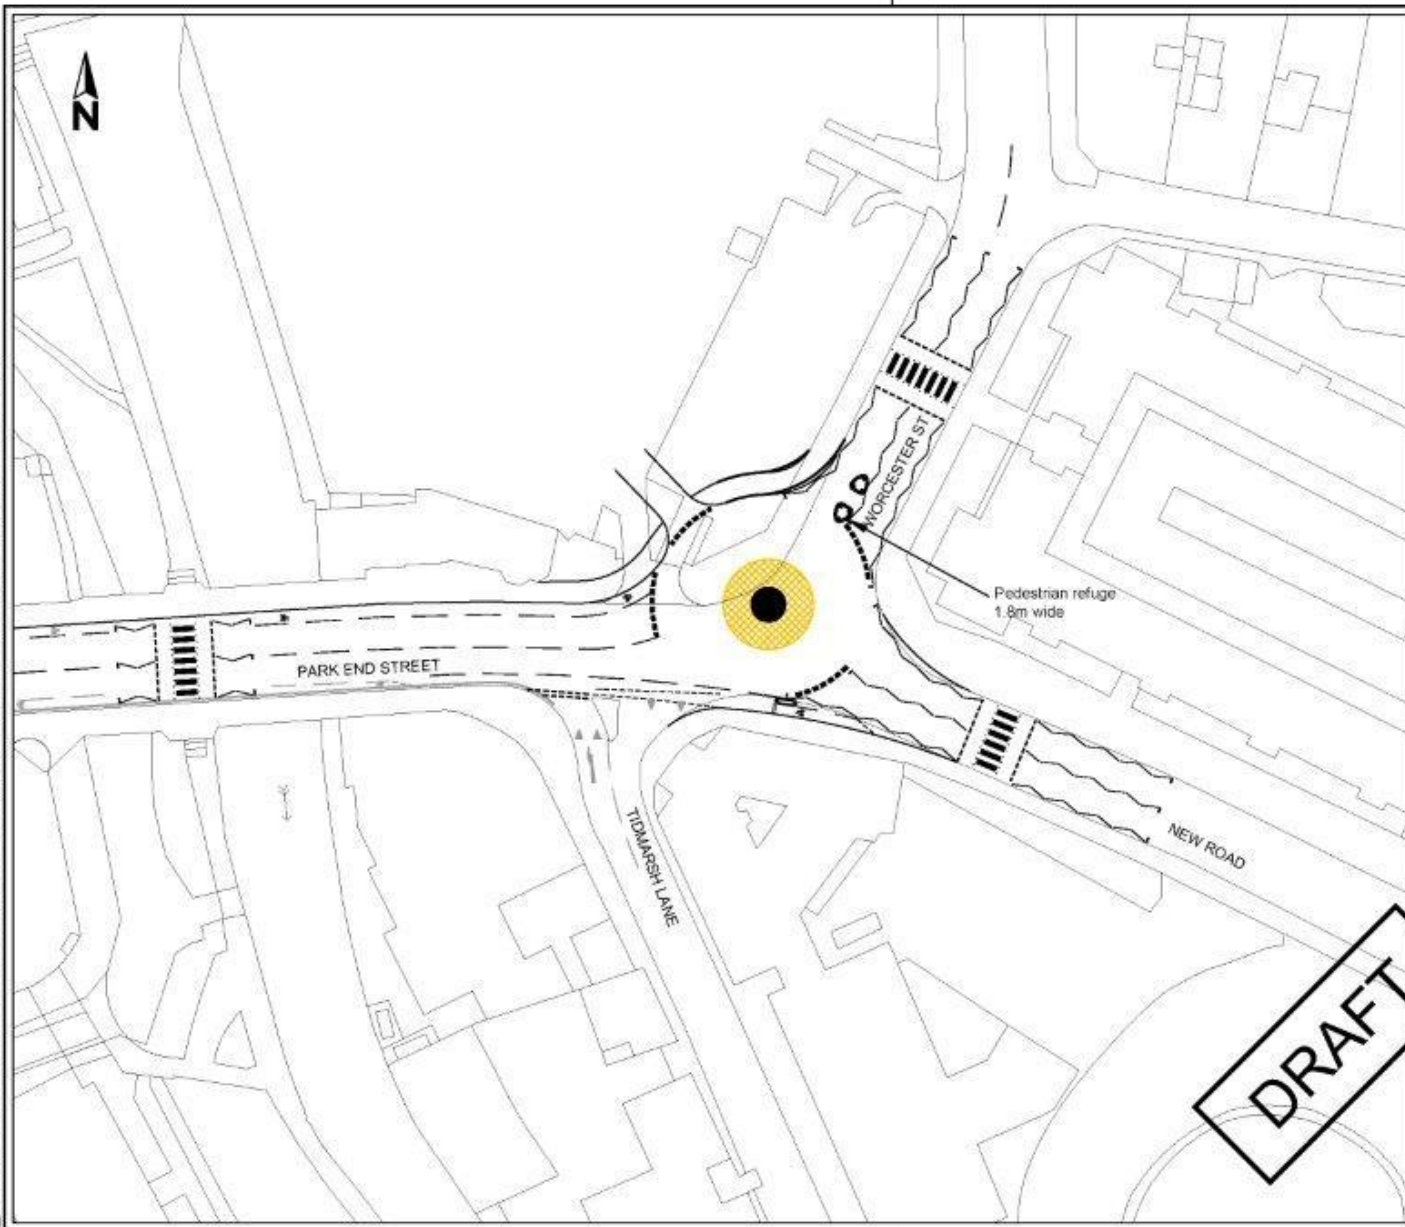 N
WORCESTER ST
Pedestrian refuge
1.8m wide
PARK END STREET
TIDMARSH LANE
NEW ROAD
DRAFT